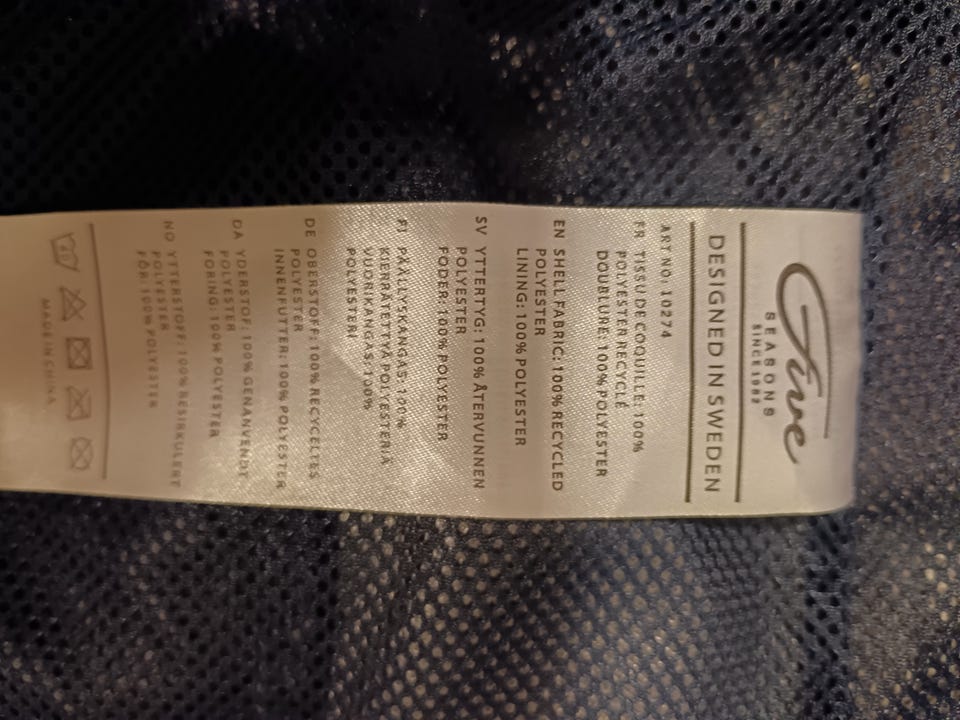 Five
SEASONS
SINCE 1982
DESIGNED IN SWEDEN
ART NO. 10274
FR TISSU DE COQUILLE: 100%
POLYESTER RECYCLÉ
DOUBLURE: 100% POLYESTER
EN SHELL FABRIC: 100% RECYCLED
POLYESTER
LINING: 100% POLYESTER
SV YTTERTYG: 100% ÅTERVUNNEN
POLYESTER
FODER: 100% POLYESTER
FI PÄÄLLYSKANGAS: 100%
KIERRÄTETTYÄ POLYESTERIÄ
VUORIKANGAS: 100%
POLYESTERI
DE OBERSTOFF: 100% RECYCELTES
POLYESTER
INNENFUTTER: 100% POLYESTER
DA YDERSTOF: 100% GENANVENDT
POLYESTER
FORING: 100% POLYESTER
NO YTTERSTOFF: 100% RESIRKULERT
POLYESTER
FÔR: 100% POLYESTER
MADE IN CHINA